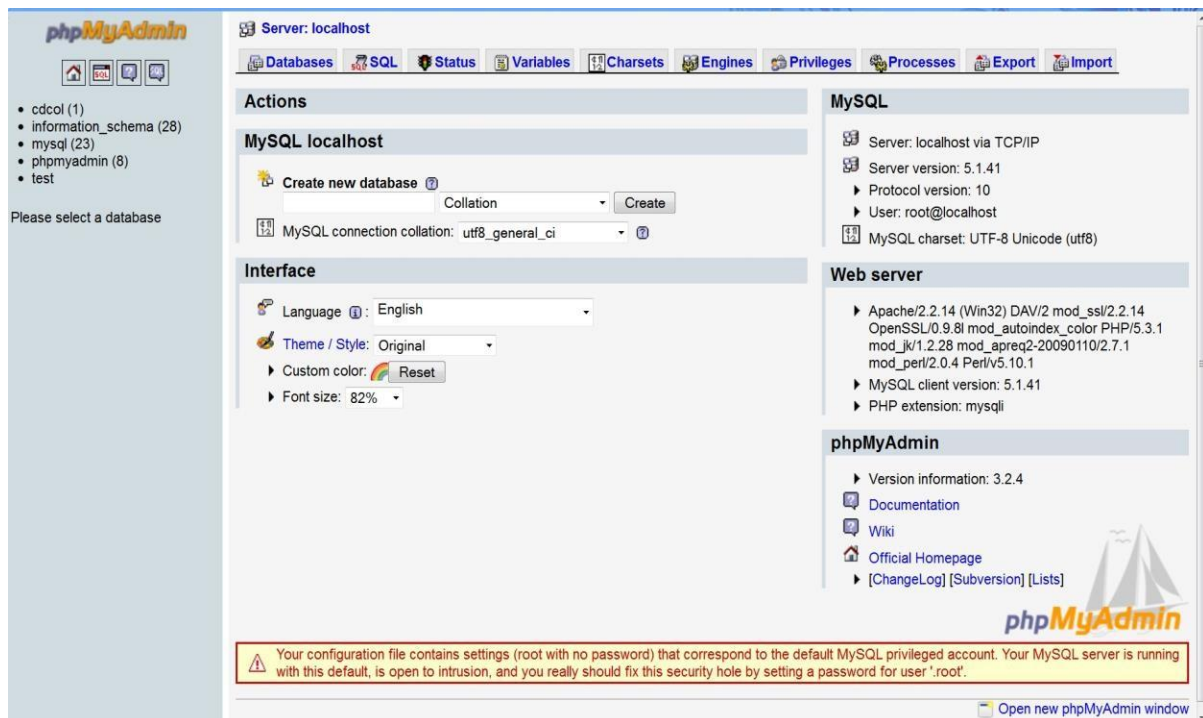 phpMyAdmin
SQL
cdcol (1)
information_schema (28)
mysql (23)
phpmyadmin (8)
test
Please select a database
Server: localhost
Databases SQL Status Variables Charsets Engines Privileges Processes Export Import
Actions
MySQL localhost
Create new database
Collation Create
MySQL connection collation: utf8_general_ci
Interface
Language : English
Theme / Style: Original
Custom color: Reset
Font size: 82%
MySQL
Server: localhost via TCP/IP
Server version: 5.1.41
Protocol version: 10
User: root@localhost
MySQL charset: UTF-8 Unicode (utf8)
Web server
Apache/2.2.14 (Win32) DAV/2 mod_ssl/2.2.14
OpenSSL/0.9.8l mod_autoindex_color PHP/5.3.1
mod_jk/1.2.28 mod_apreq2-20090110/2.7.1
mod_perl/2.0.4 Perl/v5.10.1
MySQL client version: 5.1.41
PHP extension: mysqli
phpMyAdmin
Version information: 3.2.4
Documentation
Wiki
Official Homepage
[ChangeLog] [Subversion] [Lists]
phpMyAdmin
Your configuration file contains settings (root with no password) that correspond to the default MySQL privileged account. Your MySQL server is running
with this default, is open to intrusion, and you really should fix this security hole by setting a password for user '.root'.
Open new phpMyAdmin window